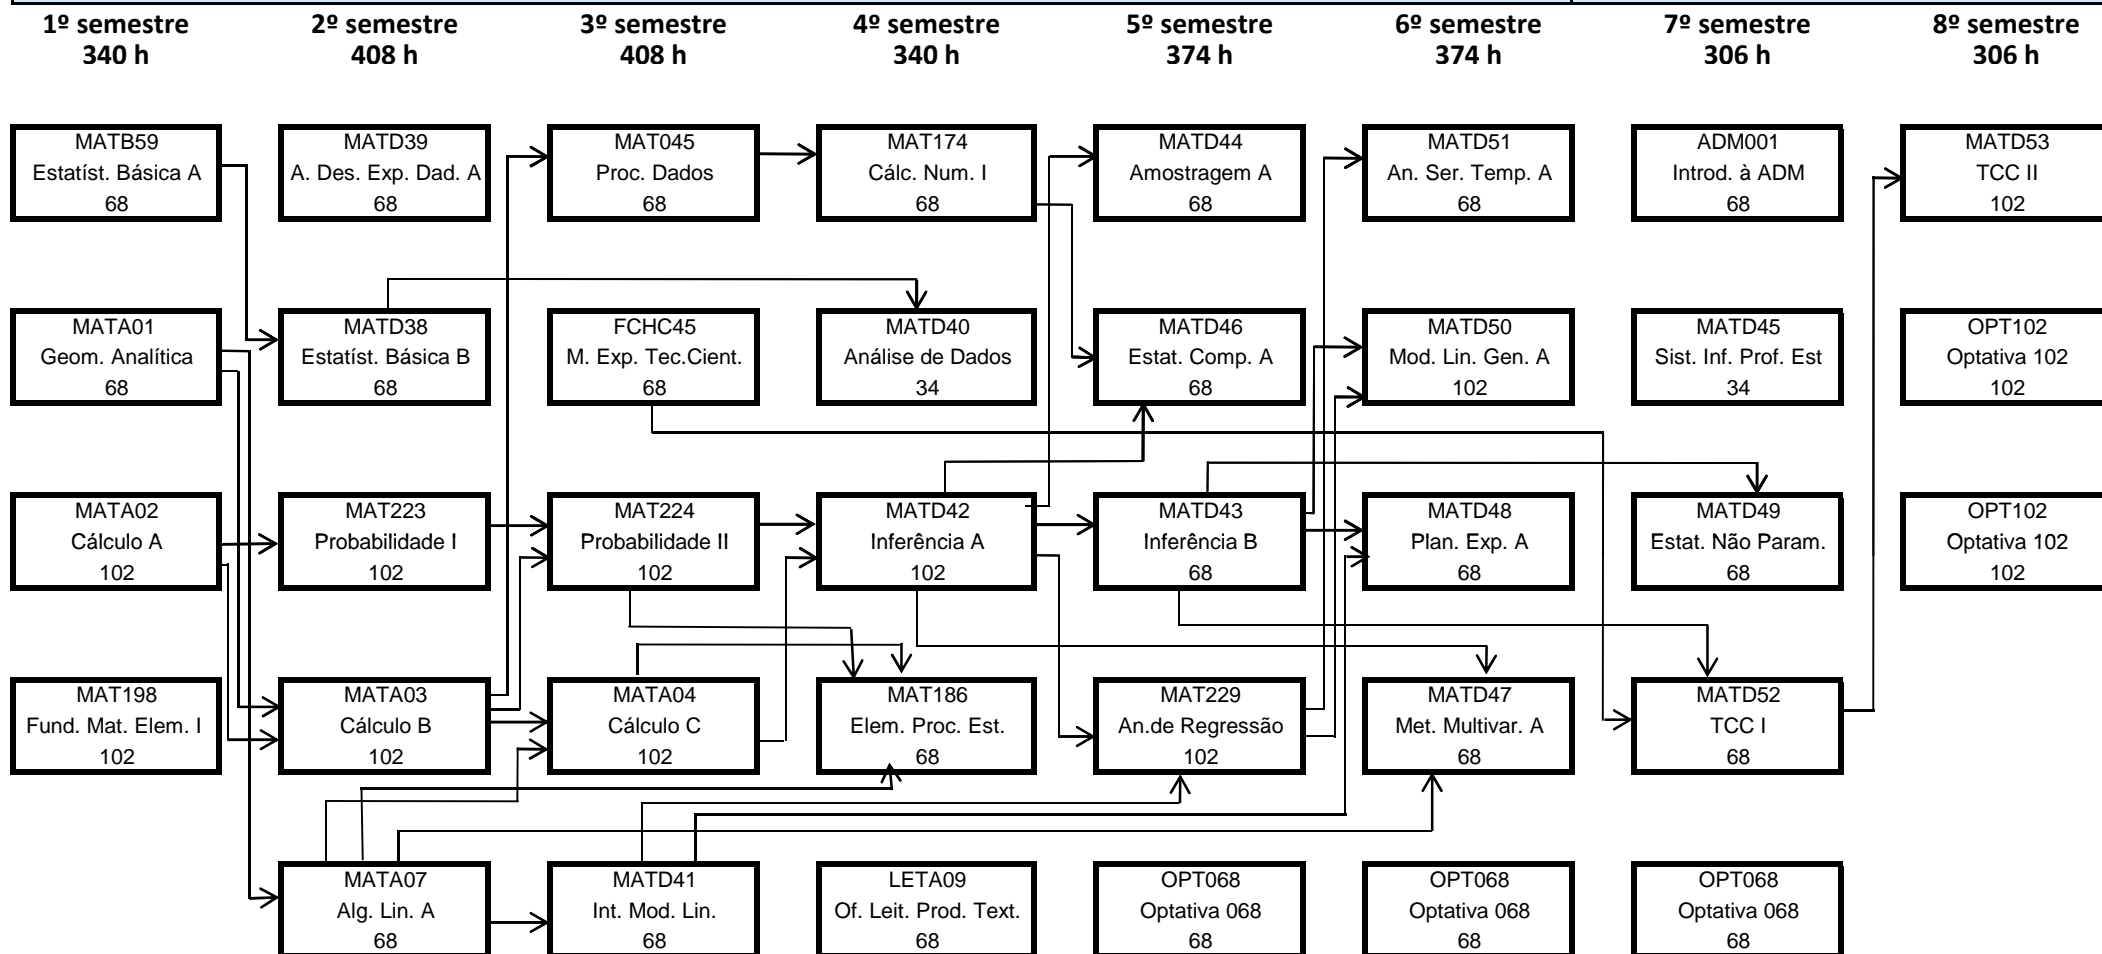 1º semestre
340 h
2º semestre
408 h
3º semestre
408 h
4º semestre
340 h
5º semestre
374 h
6º semestre
374 h
7º semestre
306 h
8º semestre
306 h
MATB59
Estatíst. Básica A
68
MATD39
A. Des. Exp. Dad. A
68
MAT045
Proc. Dados
68
MAT174
Cálc. Num. I
68
MATD44
Amostragem A
68
MATD51
An. Ser. Temp. A
68
ADM001
Introd. à ADM
68
MATD53
TCC II
102
MATA01
Geom. Analítica
68
MATD38
Estatíst. Básica B
68
FCHC45
M. Exp. Tec.Cient.
68
MATD40
Análise de Dados
34
MATD46
Estat. Comp. A
68
MATD50
Mod. Lin. Gen. A
102
MATD45
Sist. Inf. Prof. Est
34
OPT102
Optativa 102
102
MATA02
Cálculo A
102
MAT223
Probabilidade I
102
MAT224
Probabilidade II
102
MATD42
Inferência A
102
MATD43
Inferência B
68
MATD48
Plan. Exp. A
68
MATD49
Estat. Não Param.
68
OPT102
Optativa 102
102
MAT198
Fund. Mat. Elem. I
102
MATA03
Cálculo B
102
MATA04
Cálculo C
102
MAT186
Elem. Proc. Est.
68
MAT229
An.de Regressão
102
MATD47
Met. Multivar. A
68
MATD52
TCC I
68
MATA07
Alg. Lin. A
68
MATD41
Int. Mod. Lin.
68
LETA09
Of. Leit. Prod. Text.
68
OPT068
Optativa 068
68
OPT068
Optativa 068
68
OPT068
Optativa 068
68